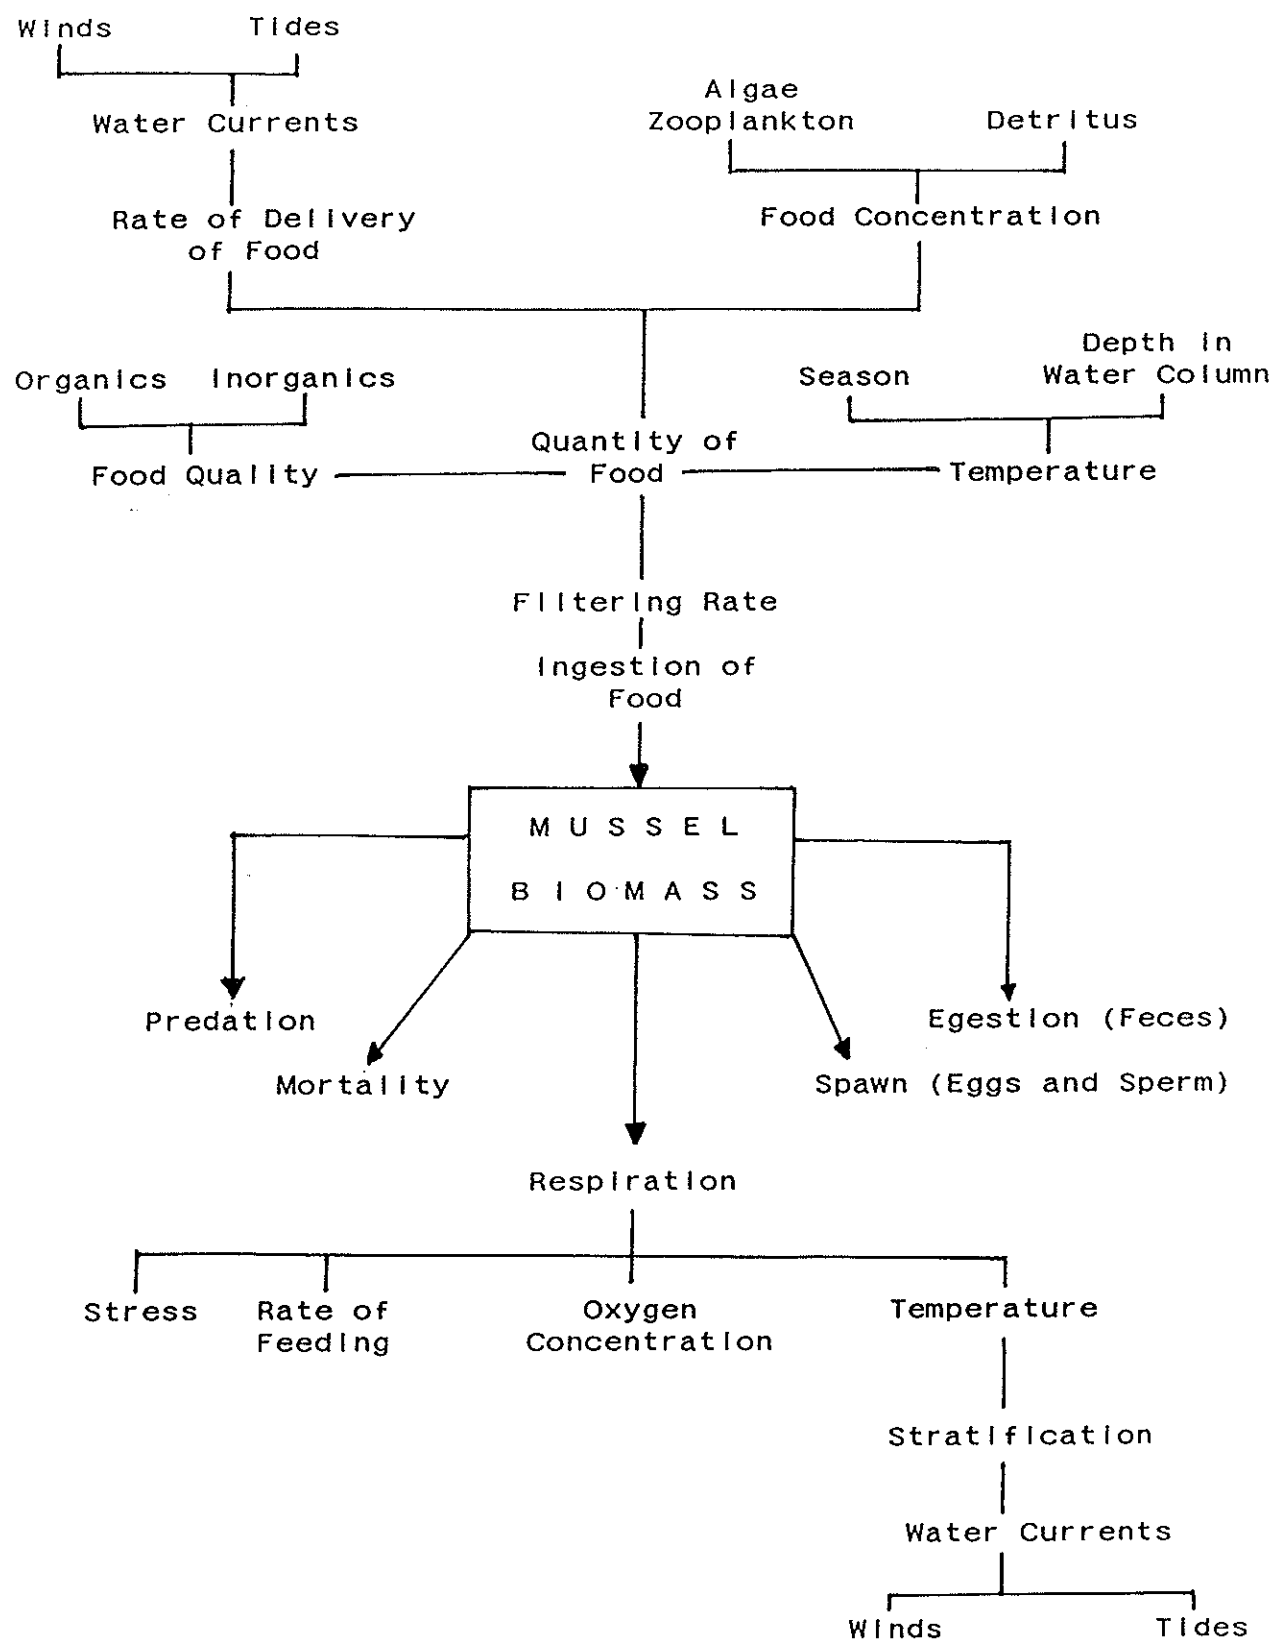 Winds Tides
Algae
Zooplankton Detritus
Water Currents
Rate of Delivery
of Food
Food Concentration
Depth in
Water Column
Organics Inorganics
Season
Quantity of
Food
Food Quality
Temperature
Filtering Rate
Ingestion of
Food
MUSSEL
BIOMASS
Predation
Egestion (Feces)
Mortality
Spawn (Eggs and Sperm)
Respiration
Stress
Rate of
Feeding
Oxygen
Concentration
Temperature
Stratification
Water Currents
Winds Tides